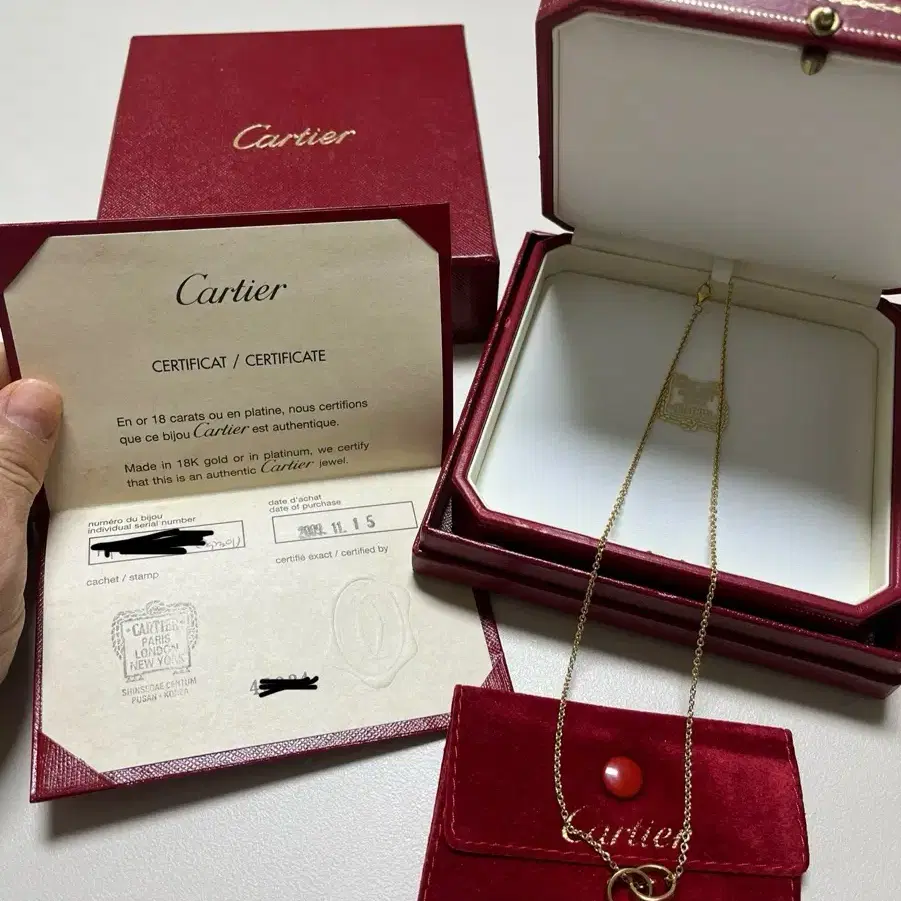 Cartier
Cartier
CERTIFICAT / CERTIFICATE
En or 18 carats ou en platine, nous certifions
que ce bijou Cartier est authentique.
Made in 18K gold or in platinum, we certify
that this is an authentic Cartier jewel.
numéro du bijou
individual serial number
date d'achat
date of purchase
2009. 11. 15
certifié exact / certified by
cachet / stamp
CARTIER
PARIS
LONDON
NEW YORK
SHINSEGAE CENTUM
PUSAN - KOREA
Cartier